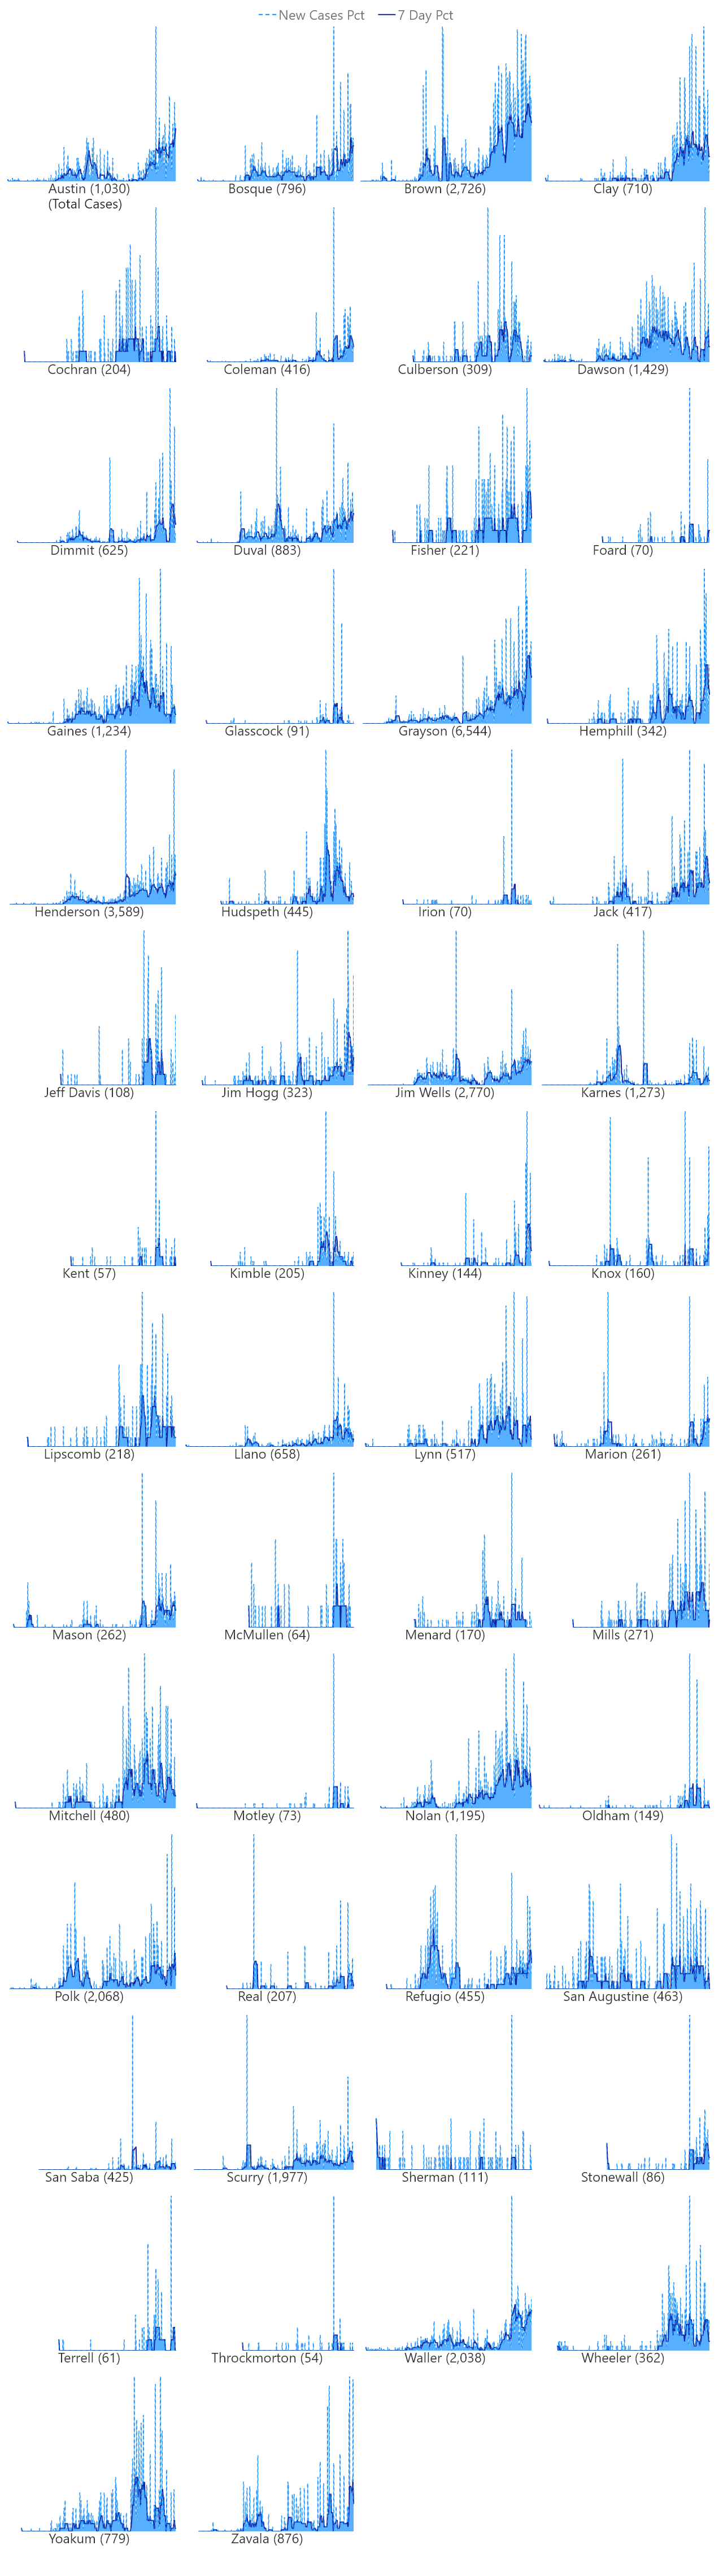 New Cases Pct 7 Day Pct
Austin (1,030) Bosque (796) Brown (2,726) Clay (710)
(Total Cases)
Cochran (204) Coleman (416) Culberson (309) Dawson (1,429)
Dimmit (625) Duval (883) Fisher (221) Foard (70)
Gaines (1,234) Glasscock (91) Grayson (6,544) Hemphill (342)
Henderson (3,589) Hudspeth (445) Irion (70) Jack (417)
Jeff Davis (108) Jim Hogg (323) Jim Wells (2,770) Karnes (1,273)
Kent (57) Kimble (205) Kinney (144) Knox (160)
Lipscomb (218) Llano (658) Lynn (517) Marion (261)
Mason (262) McMullen (64) Menard (170) Mills (271)
Mitchell (480) Motley (73) Nolan (1,195) Oldham (149)
Polk (2,068) Real (207) Refugio (455) San Augustine (463)
San Saba (425) Scurry (1,977) Sherman (111) Stonewall (86)
Terrell (61) Throckmorton (54) Waller (2,038) Wheeler (362)
Yoakum (779) Zavala (876)